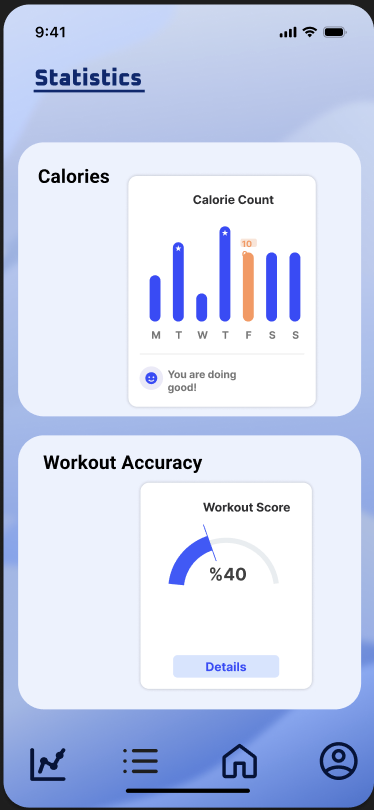 9:41
Statistics
Calories
Calorie Count
10
M T W T F S S
You are doing
good!
Workout Accuracy
Workout Score
%40
Details